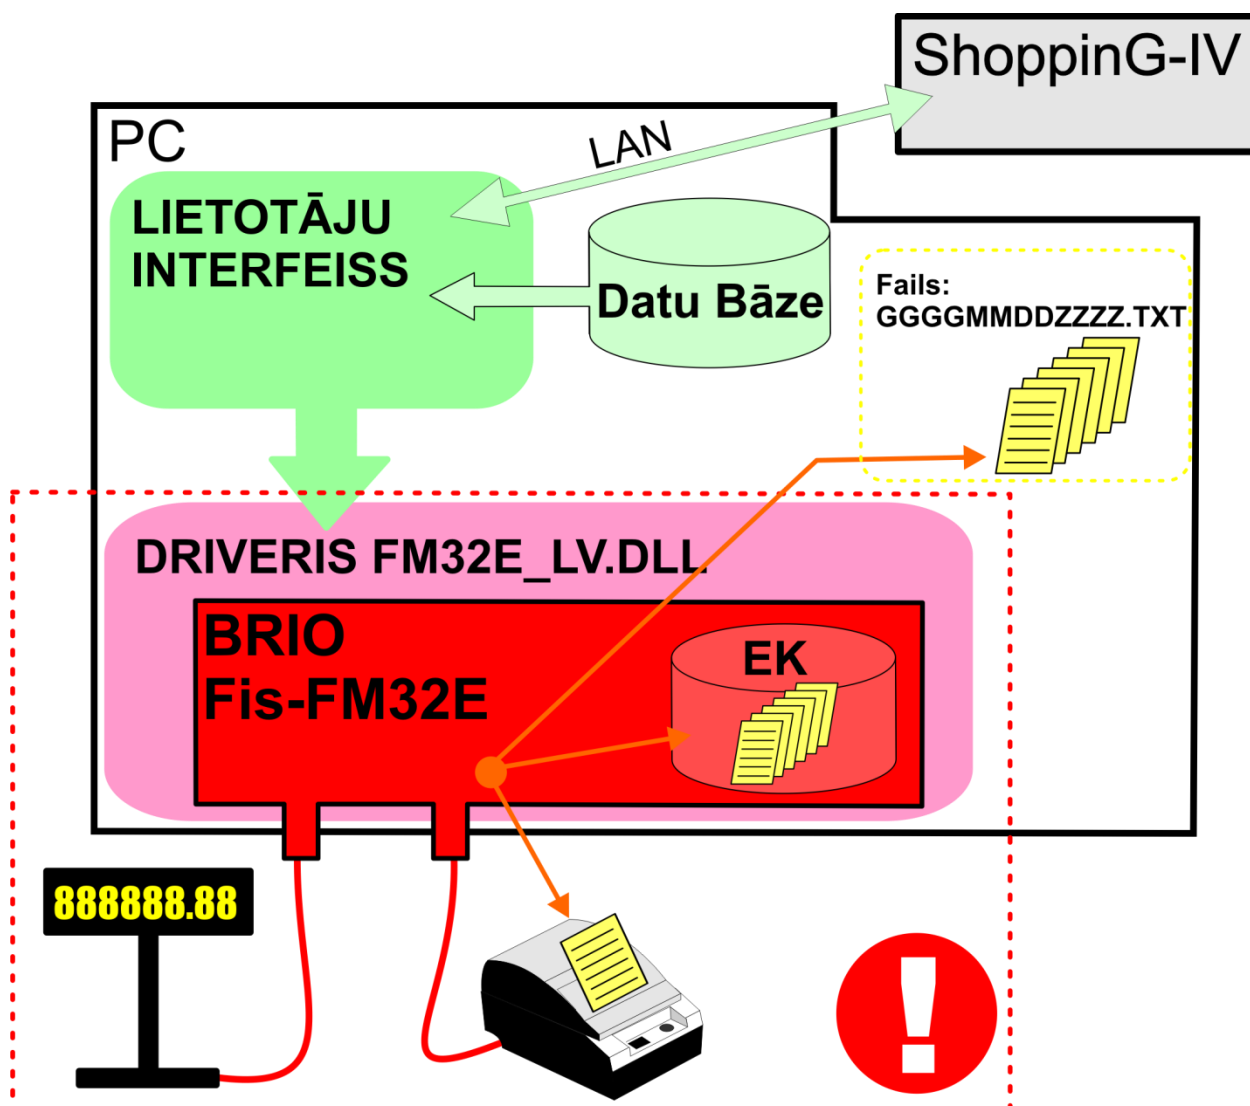 ShoppinG-IV
PC
LAN
LIETOTĀJU
INTERFEISS
Datu Bāze
Fails:
GGGGMMDDZZZZ.TXT
DRIVERIS FM32E_LV.DLL
BRIO
Fis-FM32E
EK
888888.88
!